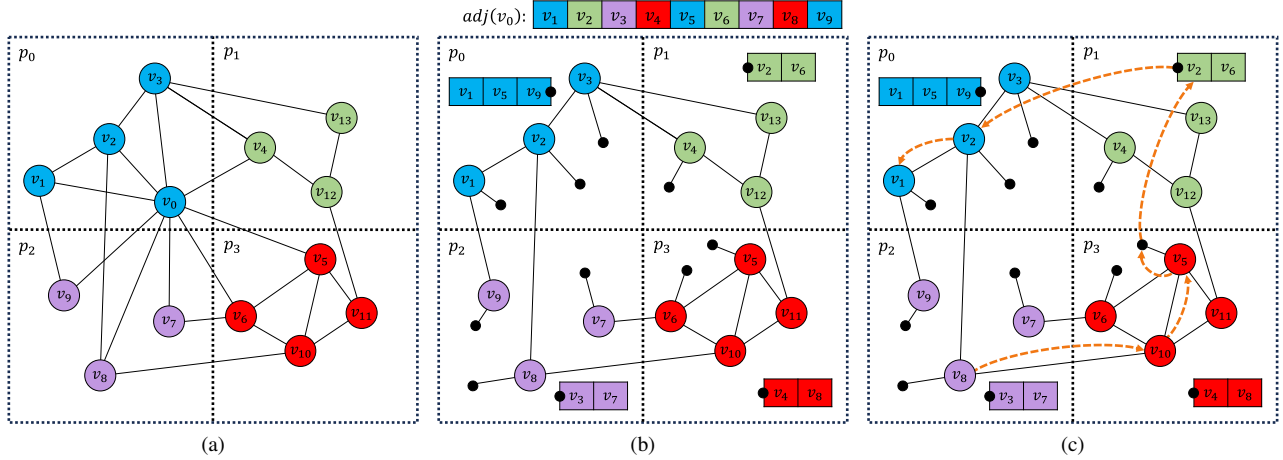 adj(v₀): v₁ v₂ v₃ v₄ v₅ v₆ v₇ v₈ v₉
p₀ p₁
v₃
v₁₃
v₂
v₄
v₁
v₁₂
v₀
p₂ p₃
v₅
v₉
v₁₁
v₇ v₆
v₁₀
v₈
(a)
p₀ p₁
v₂ v₆
v₃
v₁ v₅ v₉
v₁₃
v₂
v₄
v₁
v₁₂
p₂ p₃
v₅
v₉
v₁₁
v₇ v₆
v₁₀
v₈
v₃ v₇
v₄ v₈
(b)
p₀ p₁
v₂ v₆
v₃
v₁ v₅ v₉
v₁₃
v₂
v₄
v₁
v₁₂
p₂ p₃
v₅
v₉
v₁₁
v₇ v₆
v₁₀
v₈
v₃ v₇
v₄ v₈
(c)